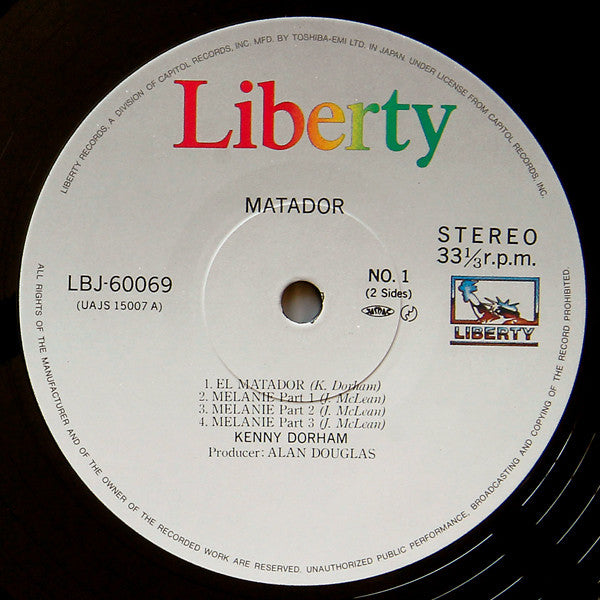 LIBERTY RECORDS, A DIVISION OF CAPITOL RECORDS, INC. MFD. BY TOSHIBA-EMI LTD. IN JAPAN. UNDER LICENSE FROM CAPITOL RECORDS, INC.
Liberty
MATADOR
STEREO
33⅓r.p.m.
LBJ-60069
(UAJS 15007 A)
NO. 1
(2 Sides)
LIBERTY
1. EL MATADOR (K. Dorham)
2. MELANIE Part 1 (J. McLean)
3. MELANIE Part 2 (J. McLean)
4. MELANIE Part 3 (J. McLean)
KENNY DORHAM
Producer: ALAN DOUGLAS
ALL RIGHTS OF THE MANUFACTURER AND OF THE OWNER OF THE RECORDED WORK ARE RESERVED. UNAUTHORIZED PUBLIC PERFORMANCE, BROADCASTING AND COPYING OF THE RECORD PROHIBITED.